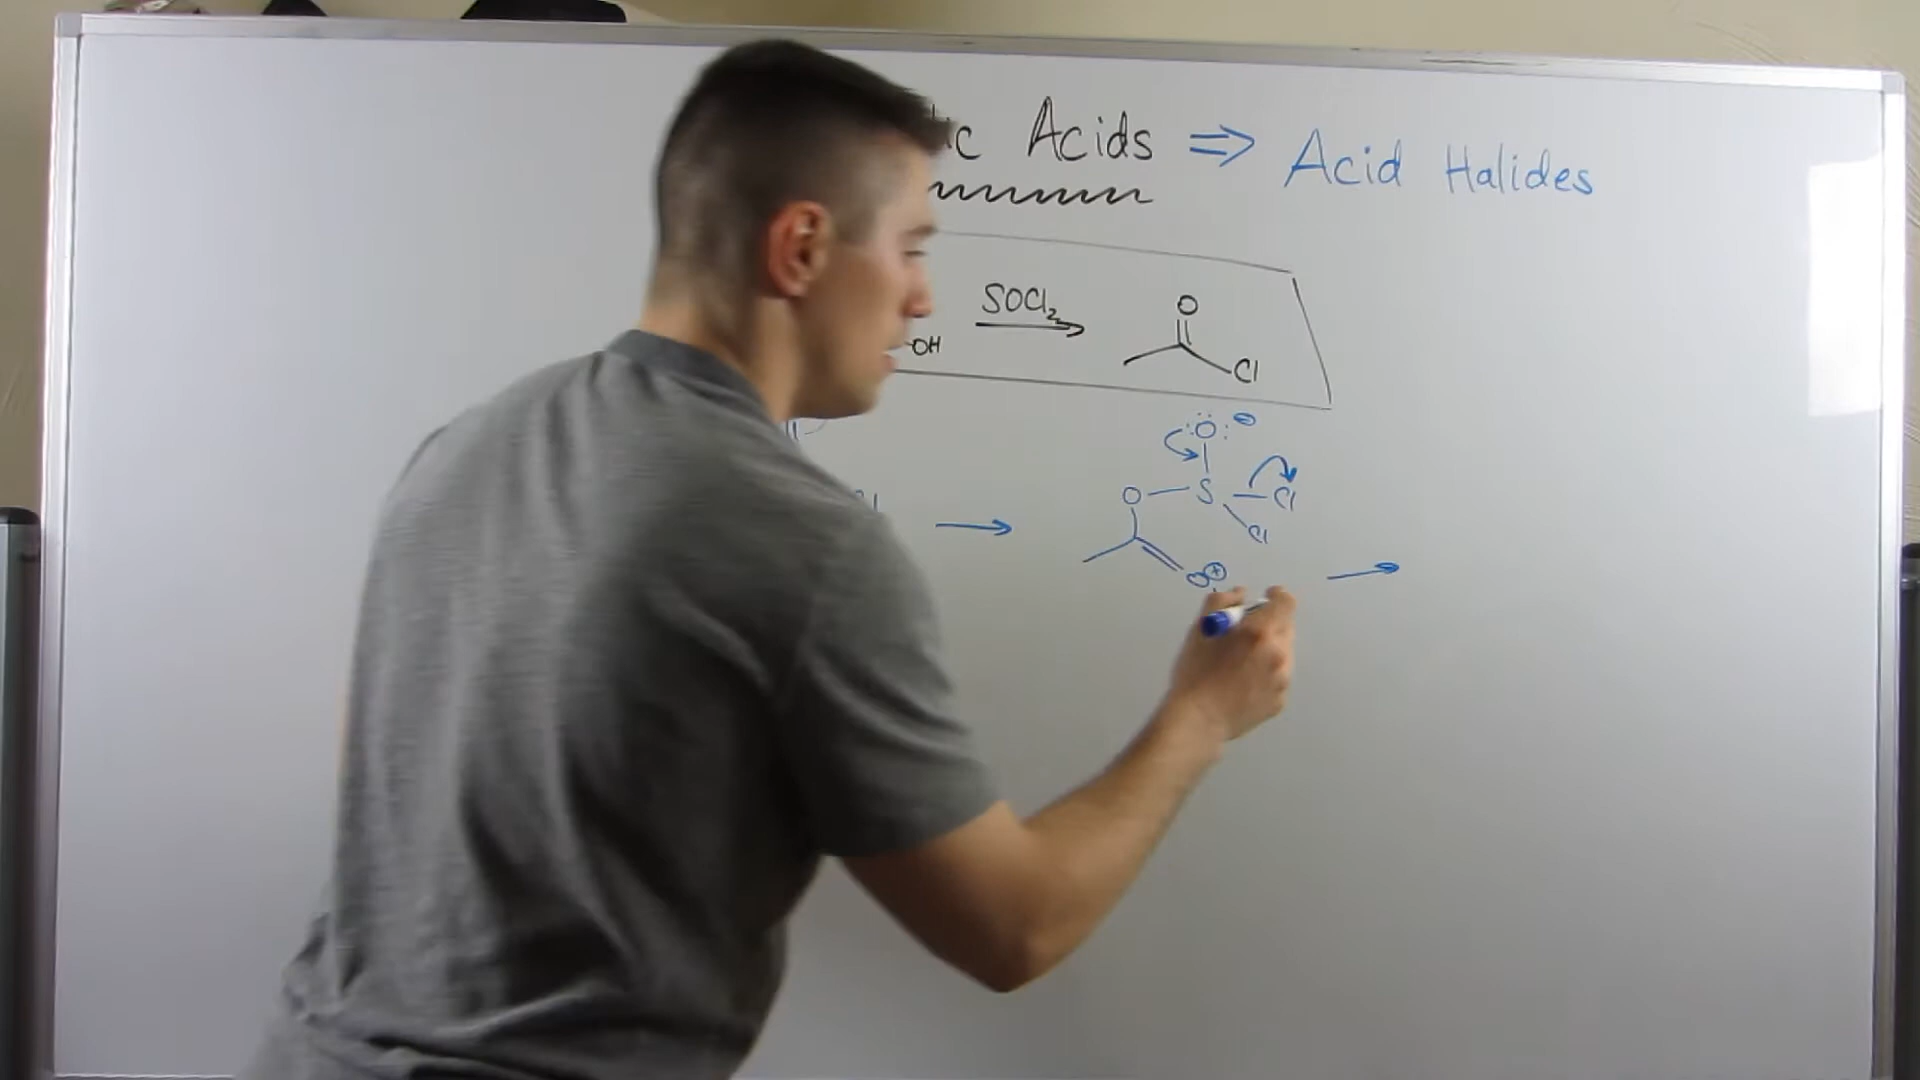 Acids ⇒ Acid Halides
SOCl₂
O
OH
Cl
:Ö: ⊖
O S Cl
Cl
O⊕